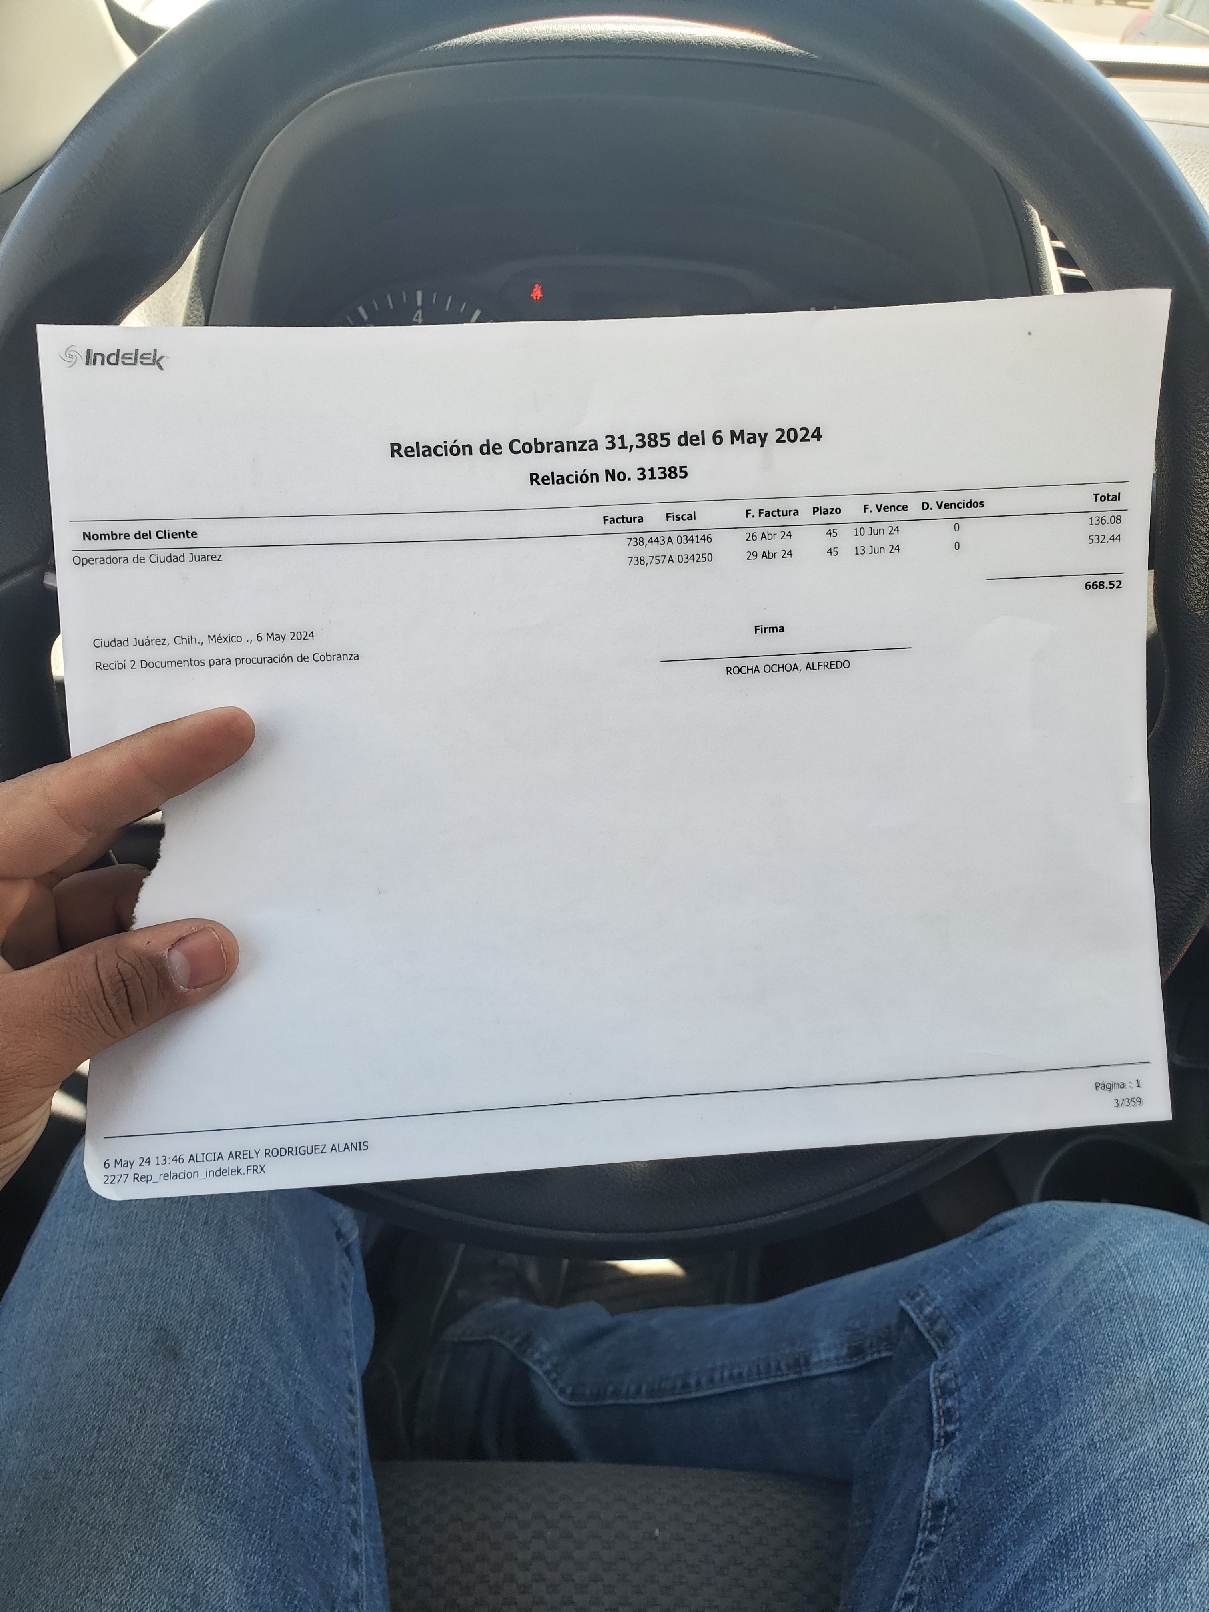 4
Indelek
Relación de Cobranza 31,385 del 6 May 2024
Relación No. 31385
Nombre del Cliente Factura Fiscal F. Factura Plazo F. Vence D. Vencidos Total
Operadora de Ciudad Juarez 738,443 A 034146 26 Abr 24 45 10 Jun 24 0 136.08
738,757 A 034250 29 Abr 24 45 13 Jun 24 0 532.44
668.52
Ciudad Juárez, Chih., México ., 6 May 2024
Recibí 2 Documentos para procuración de Cobranza
Firma
ROCHA OCHOA, ALFREDO
Página : 1
37359
6 May 24 13:46 ALICIA ARELY RODRIGUEZ ALANIS
2277 Rep_relacion_indelek.FRX